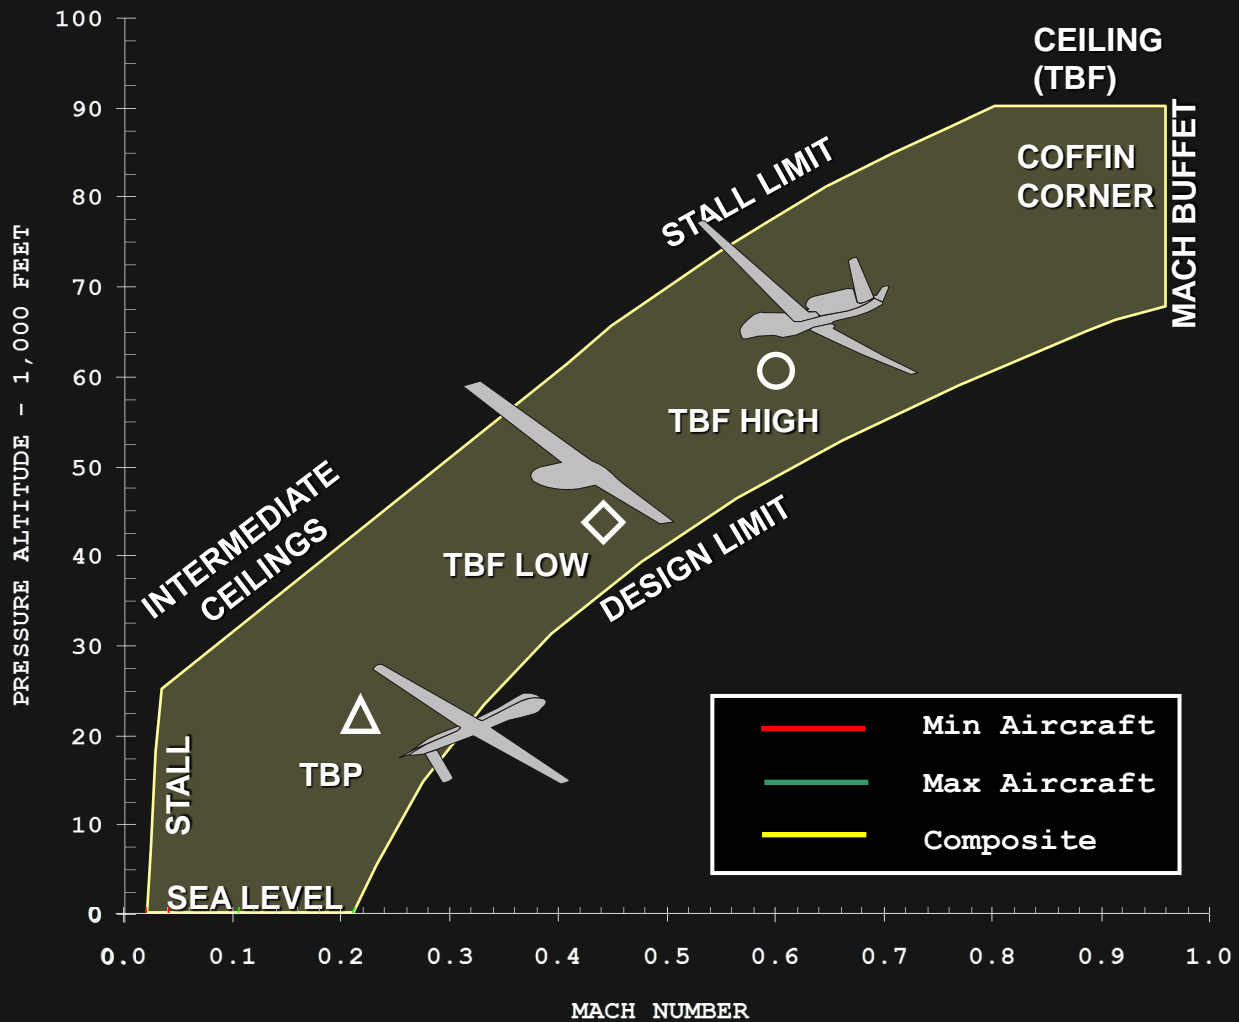 100
90
80
70
60
50
40
30
20
10
0
PRESSURE ALTITUDE - 1,000 FEET
CEILING
(TBF)
COFFIN
CORNER
MACH BUFFET
STALL LIMIT
TBF HIGH
INTERMEDIATE
CEILINGS
TBF LOW
DESIGN LIMIT
TBP
STALL
SEA LEVEL
Min Aircraft
Max Aircraft
Composite
0.0 0.1 0.2 0.3 0.4 0.5 0.6 0.7 0.8 0.9 1.0
MACH NUMBER